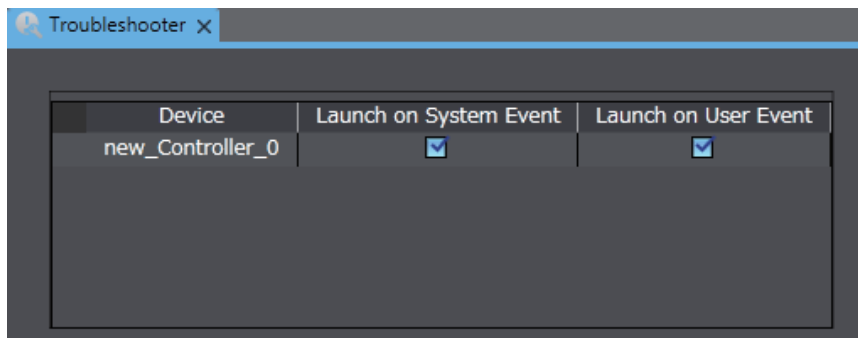 Troubleshooter
Device Launch on System Event Launch on User Event
new_Controller_0